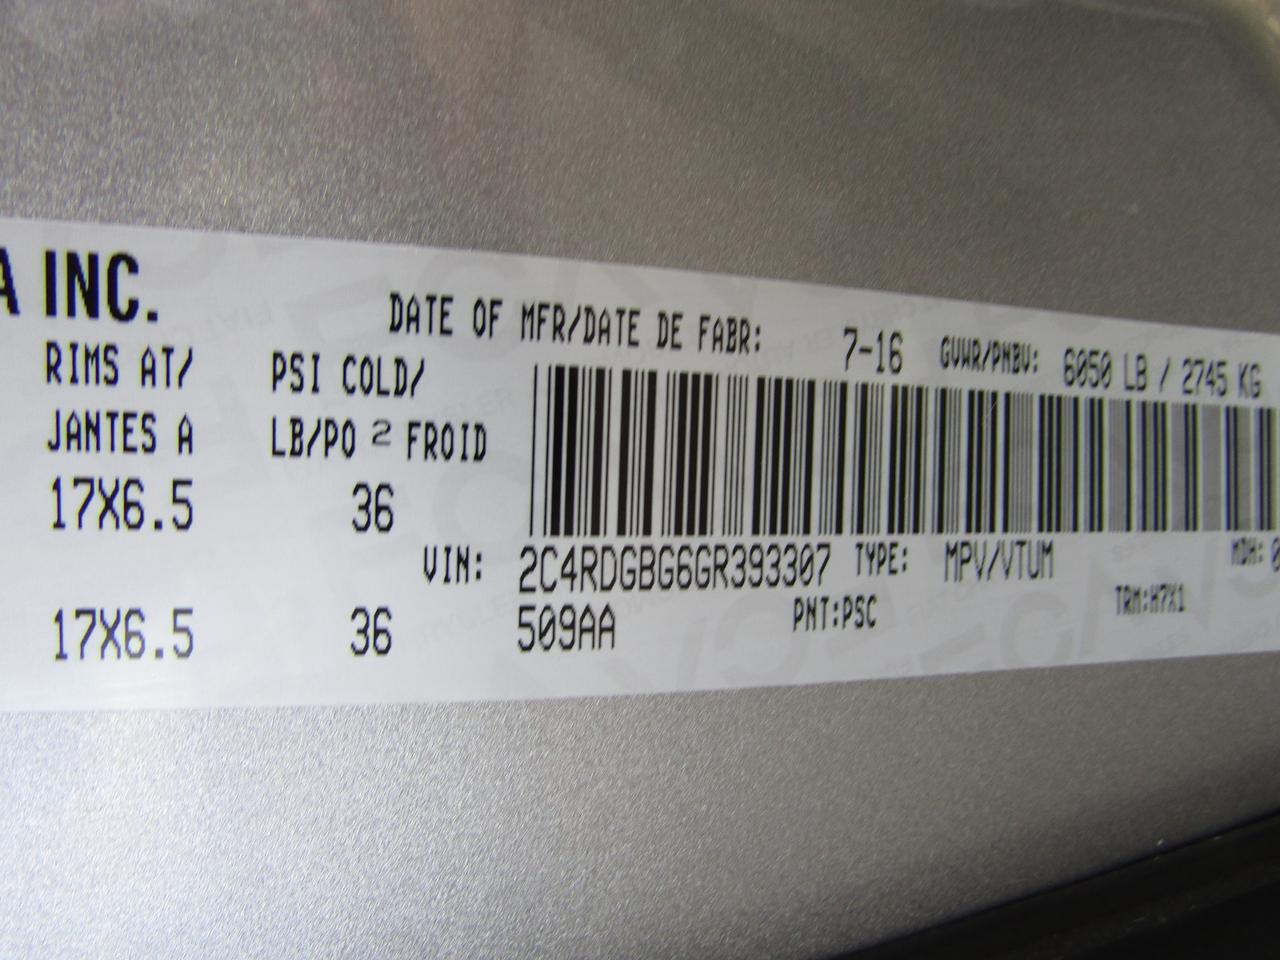 A INC.
DATE OF MFR/DATE DE FABR: 7-16 GVWR/PNBV: 6050 LB / 2745 KG
RIMS AT/ PSI COLD/
JANTES A LB/PO 2 FROID
17X6.5 36
VIN: 2C4RDGBG6GR393307 TYPE: MPV/VTUM MDH: 0
17X6.5 36 509AA PNT:PSC TRM:H7X1